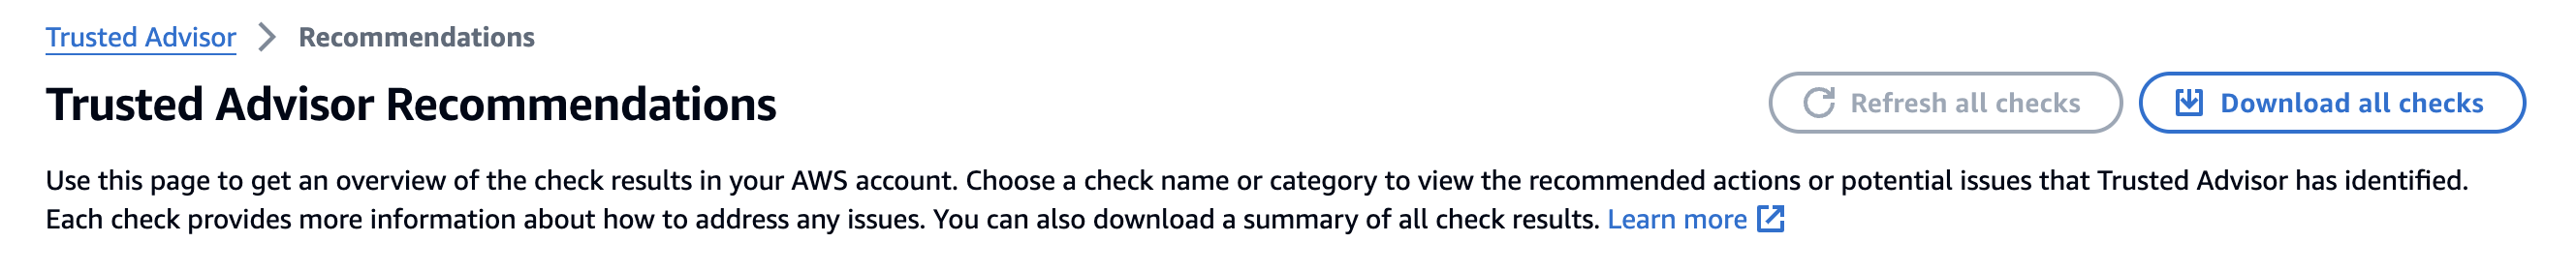 Trusted Advisor > Recommendations
Trusted Advisor Recommendations
Refresh all checks
Download all checks
Use this page to get an overview of the check results in your AWS account. Choose a check name or category to view the recommended actions or potential issues that Trusted Advisor has identified.
Each check provides more information about how to address any issues. You can also download a summary of all check results. Learn more